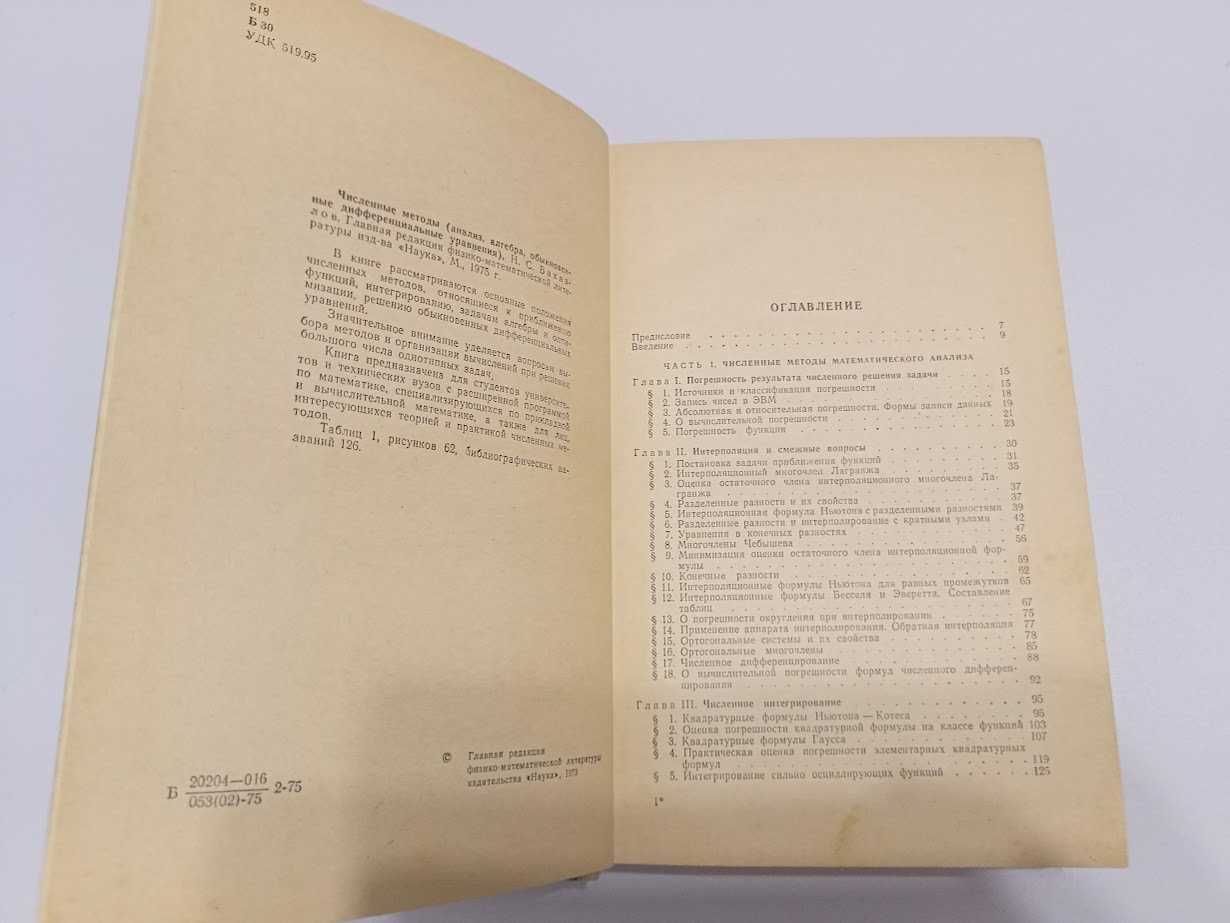 518
Б 30
УДК 519.95
Численные методы (анализ, алгебра, обыкновен-
ные дифференциальные уравнения), Н. С. Бахва-
лов, Главная редакция физико-математической лите-
ратуры изд-ва «Наука», М., 1975 г.
В книге рассматриваются основные положения
численных методов, относящиеся к приближению
функций, интегрированию, задачам алгебры и опти-
мизации, решению обыкновенных дифференциальных
уравнений.
Значительное внимание уделяется вопросам вы-
бора методов и организации вычислений при решении
большого числа однотипных задач.
Книга предназначена для студентов университе-
тов и технических вузов с расширенной программой
по математике, специализирующихся по прикладной
и вычислительной математике, а также для лиц,
интересующихся теорией и практикой численных ме-
тодов.
Таблиц 1, рисунков 62, библиографических на-
званий 126.
© Главная редакция
физико-математической литературы
издательства «Наука», 1973
Б 20204—016
053(02)-75 2-75
ОГЛАВЛЕНИЕ
Предисловие . . . . . . . . . . . . . . . . . . . . 7
Введение . . . . . . . . . . . . . . . . . . . . 9
ЧАСТЬ I. ЧИСЛЕННЫЕ МЕТОДЫ МАТЕМАТИЧЕСКОГО АНАЛИЗА
Глава I. Погрешность результата численного решения задачи . . . . . 15
§ 1. Источники и классификация погрешности . . . . . . . . 15
§ 2. Запись чисел в ЭВМ . . . . . . . . . . . . . . 18
§ 3. Абсолютная и относительная погрешности. Формы записи данных 19
§ 4. О вычислительной погрешности . . . . . . . . . . . 21
§ 5. Погрешность функции . . . . . . . . . . . . . . 23
Глава II. Интерполяция и смежные вопросы . . . . . . . . . 30
§ 1. Постановка задачи приближения функций . . . . . . . . 31
§ 2. Интерполяционный многочлен Лагранжа . . . . . . . . 35
§ 3. Оценка остаточного члена интерполяционного многочлена Ла-
гранжа . . . . . . . . . . . . . . . . . . 37
§ 4. Разделенные разности и их свойства . . . . . . . . . 37
§ 5. Интерполяционная формула Ньютона с разделенными разностями 39
§ 6. Разделенные разности и интерполирование с кратными узлами . 42
§ 7. Уравнения в конечных разностях . . . . . . . . . . 47
§ 8. Многочлены Чебышева . . . . . . . . . . . . . 56
§ 9. Минимизация оценки остаточного члена интерполяционной фор-
мулы . . . . . . . . . . . . . . . . . . . 59
§ 10. Конечные разности . . . . . . . . . . . . . . 62
§ 11. Интерполяционные формулы Ньютона для равных промежутков 65
§ 12. Интерполяционные формулы Бесселя и Эверетта. Составление
таблиц . . . . . . . . . . . . . . . . . . 67
§ 13. О погрешности округления при интерполировании . . . . . 75
§ 14. Применение аппарата интерполирования. Обратная интерполяция 77
§ 15. Ортогональные системы и их свойства . . . . . . . . . 78
§ 16. Ортогональные многочлены . . . . . . . . . . . . 85
§ 17. Численное дифференцирование . . . . . . . . . . . 88
§ 18. О вычислительной погрешности формул численного дифферен-
цирования . . . . . . . . . . . . . . . . . 92
Глава III. Численное интегрирование . . . . . . . . . . . 95
§ 1. Квадратурные формулы Ньютона — Котеса . . . . . . . . 95
§ 2. Оценка погрешности квадратурной формулы на классе функций 103
§ 3. Квадратурные формулы Гаусса . . . . . . . . . . . 107
§ 4. Практическая оценка погрешности элементарных квадратурных
формул . . . . . . . . . . . . . . . . . . 119
§ 5. Интегрирование сильно осциллирующих функций . . . . . . 125
1*